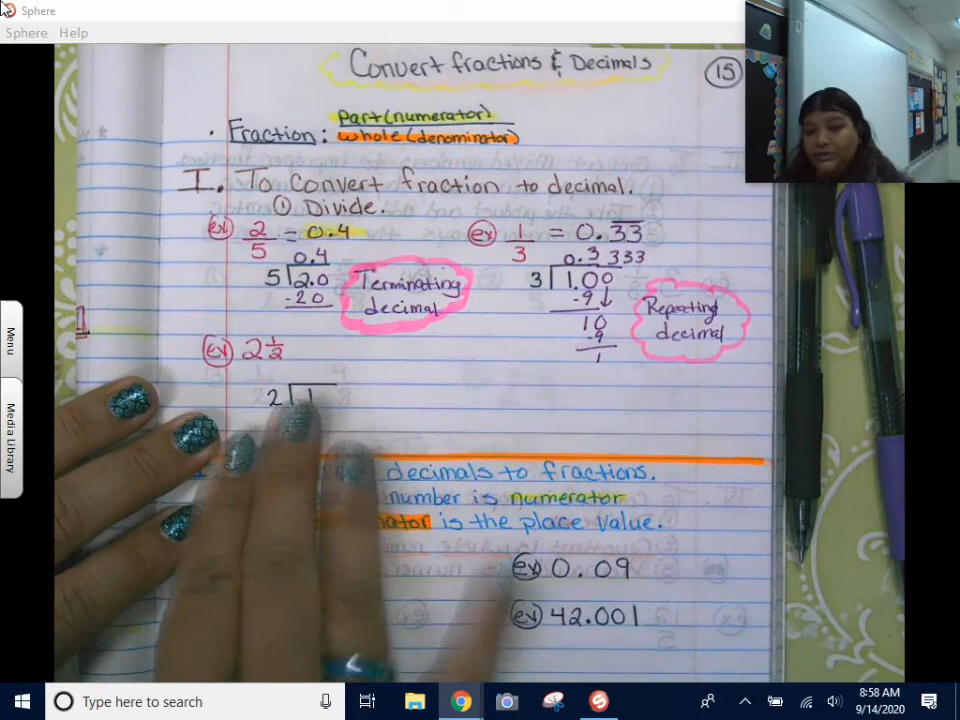 Sphere
Sphere Help
Convert fractions & Decimals
15
part (numerator)
• Fraction: whole (denominator)
I. To Convert fraction to decimal.
① Divide.
ex 2/5 = 0.4
0.4
5 2.0
-20
Terminating decimal
ex 1/3 = 0.33
0.3 333
3 1.00
-9↓
10
-9
1
Repeating decimal
ex 2 1/2
2 1
decimals to fractions.
number is numerator
is the place value.
ex 0.09
ex 42.001
Menu
Media Library
Type here to search
8:58 AM
9/14/2020